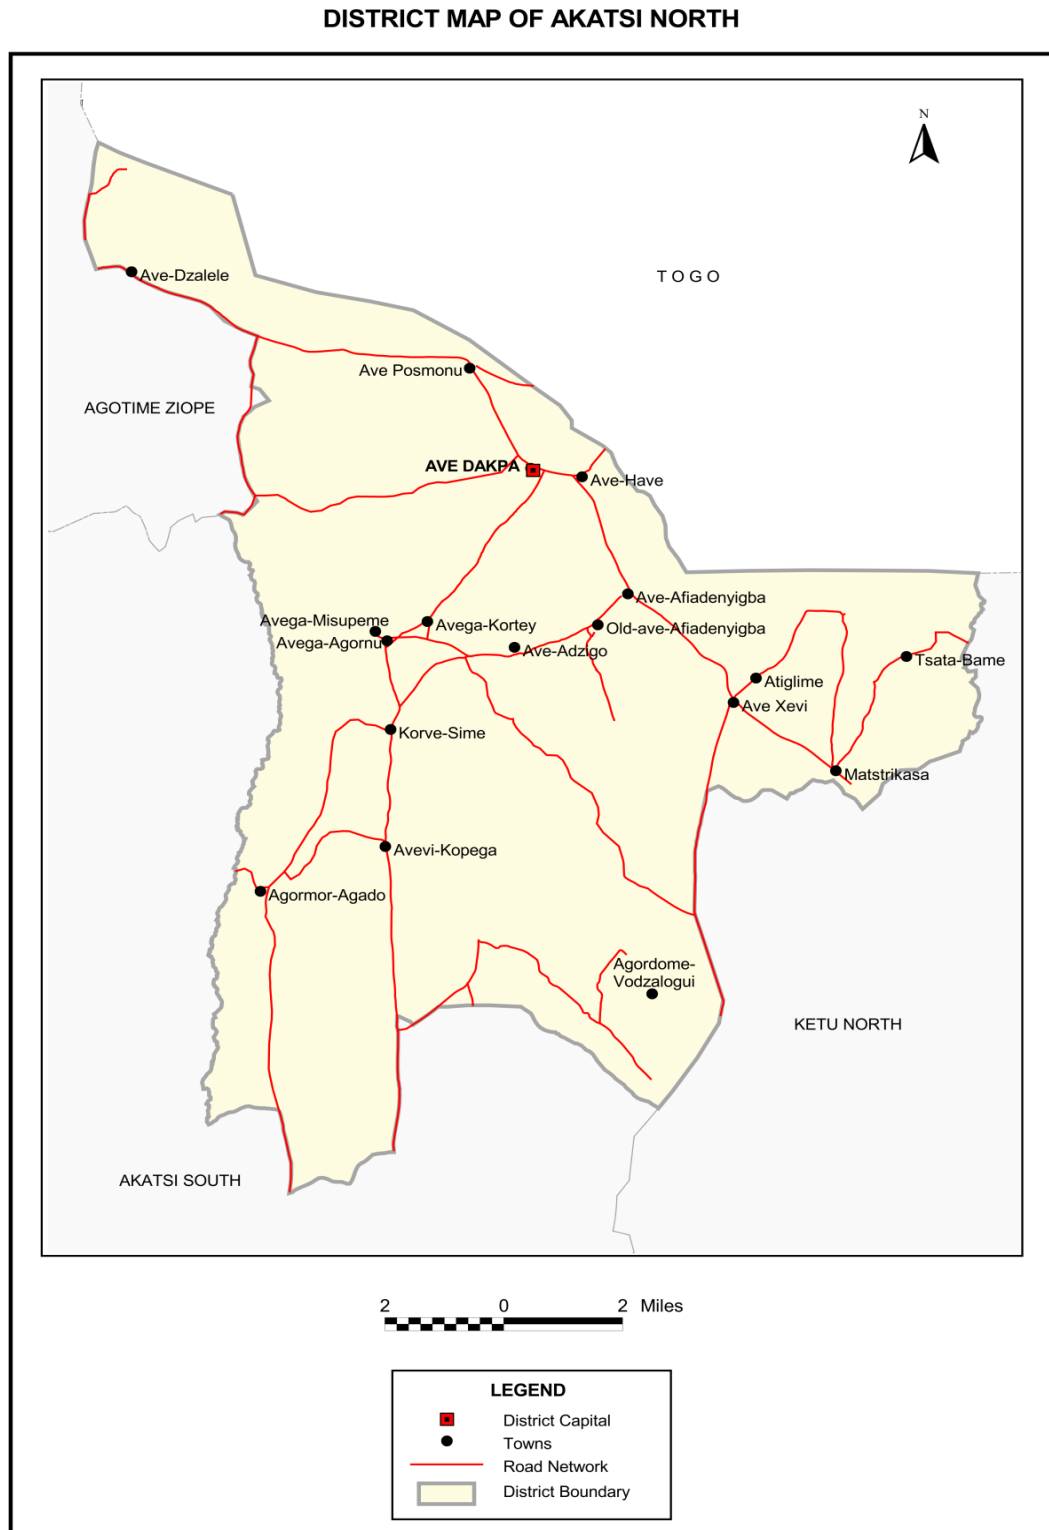 DISTRICT MAP OF AKATSI NORTH
N
TOGO
Ave-Dzalele
Ave Posmonu
AGOTIME ZIOPE
AVE DAKPA
Ave-Have
Ave-Afiadenyigba
Avega-Misupeme
Avega-Kortey
Old-ave-Afiadenyigba
Avega-Agornu
Ave-Adzigo
Tsata-Bame
Atiglime
Ave Xevi
Korve-Sime
Matstrikasa
Avevi-Kopega
Agormor-Agado
Agordome-
Vodzalogui
KETU NORTH
AKATSI SOUTH
2 0 2 Miles
LEGEND
District Capital
Towns
Road Network
District Boundary